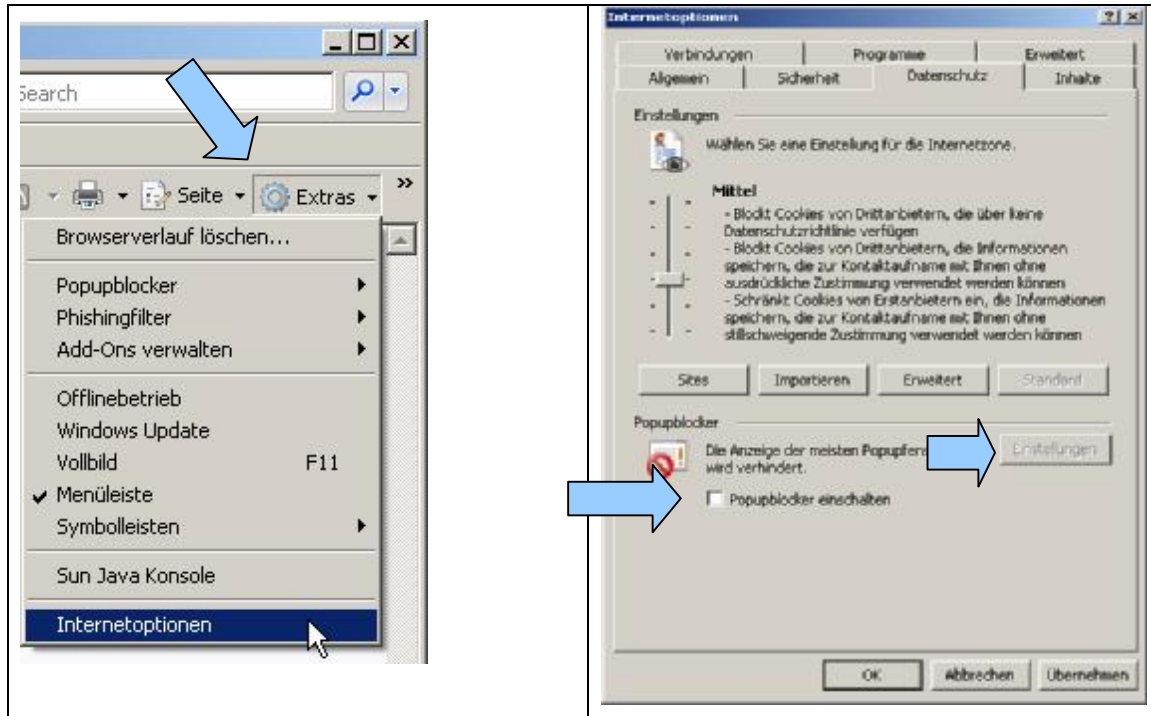 Search
Seite
Extras
»
Browserverlauf löschen...
Popupblocker
Phishingfilter
Add-Ons verwalten
Offlinebetrieb
Windows Update
Vollbild F11
Menüleiste
Symbolleisten
Sun Java Konsole
Internetoptionen
Internetoptionen
Verbindungen Programme Erweitert
Allgemein Sicherheit Datenschutz Inhalte
Einstellungen
Wählen Sie eine Einstellung für die Internetzone.
Mittel
- Blockt Cookies von Drittanbietern, die über keine
Datenschutzrichtlinie verfügen
- Blockt Cookies von Drittanbietern, die Informationen
speichern, die zur Kontaktaufname mit Ihnen ohne
ausdrückliche Zustimmung verwendet werden können
- Schränkt Cookies von Erstanbietern ein, die Informationen
speichern, die zur Kontaktaufname mit Ihnen ohne
stillschweigende Zustimmung verwendet werden können
Sites Importieren Erweitert Standard
Popupblocker
Die Anzeige der meisten Popupfens
wird verhindert.
Einstellungen
Popupblocker einschalten
OK Abbrechen Übernehmen